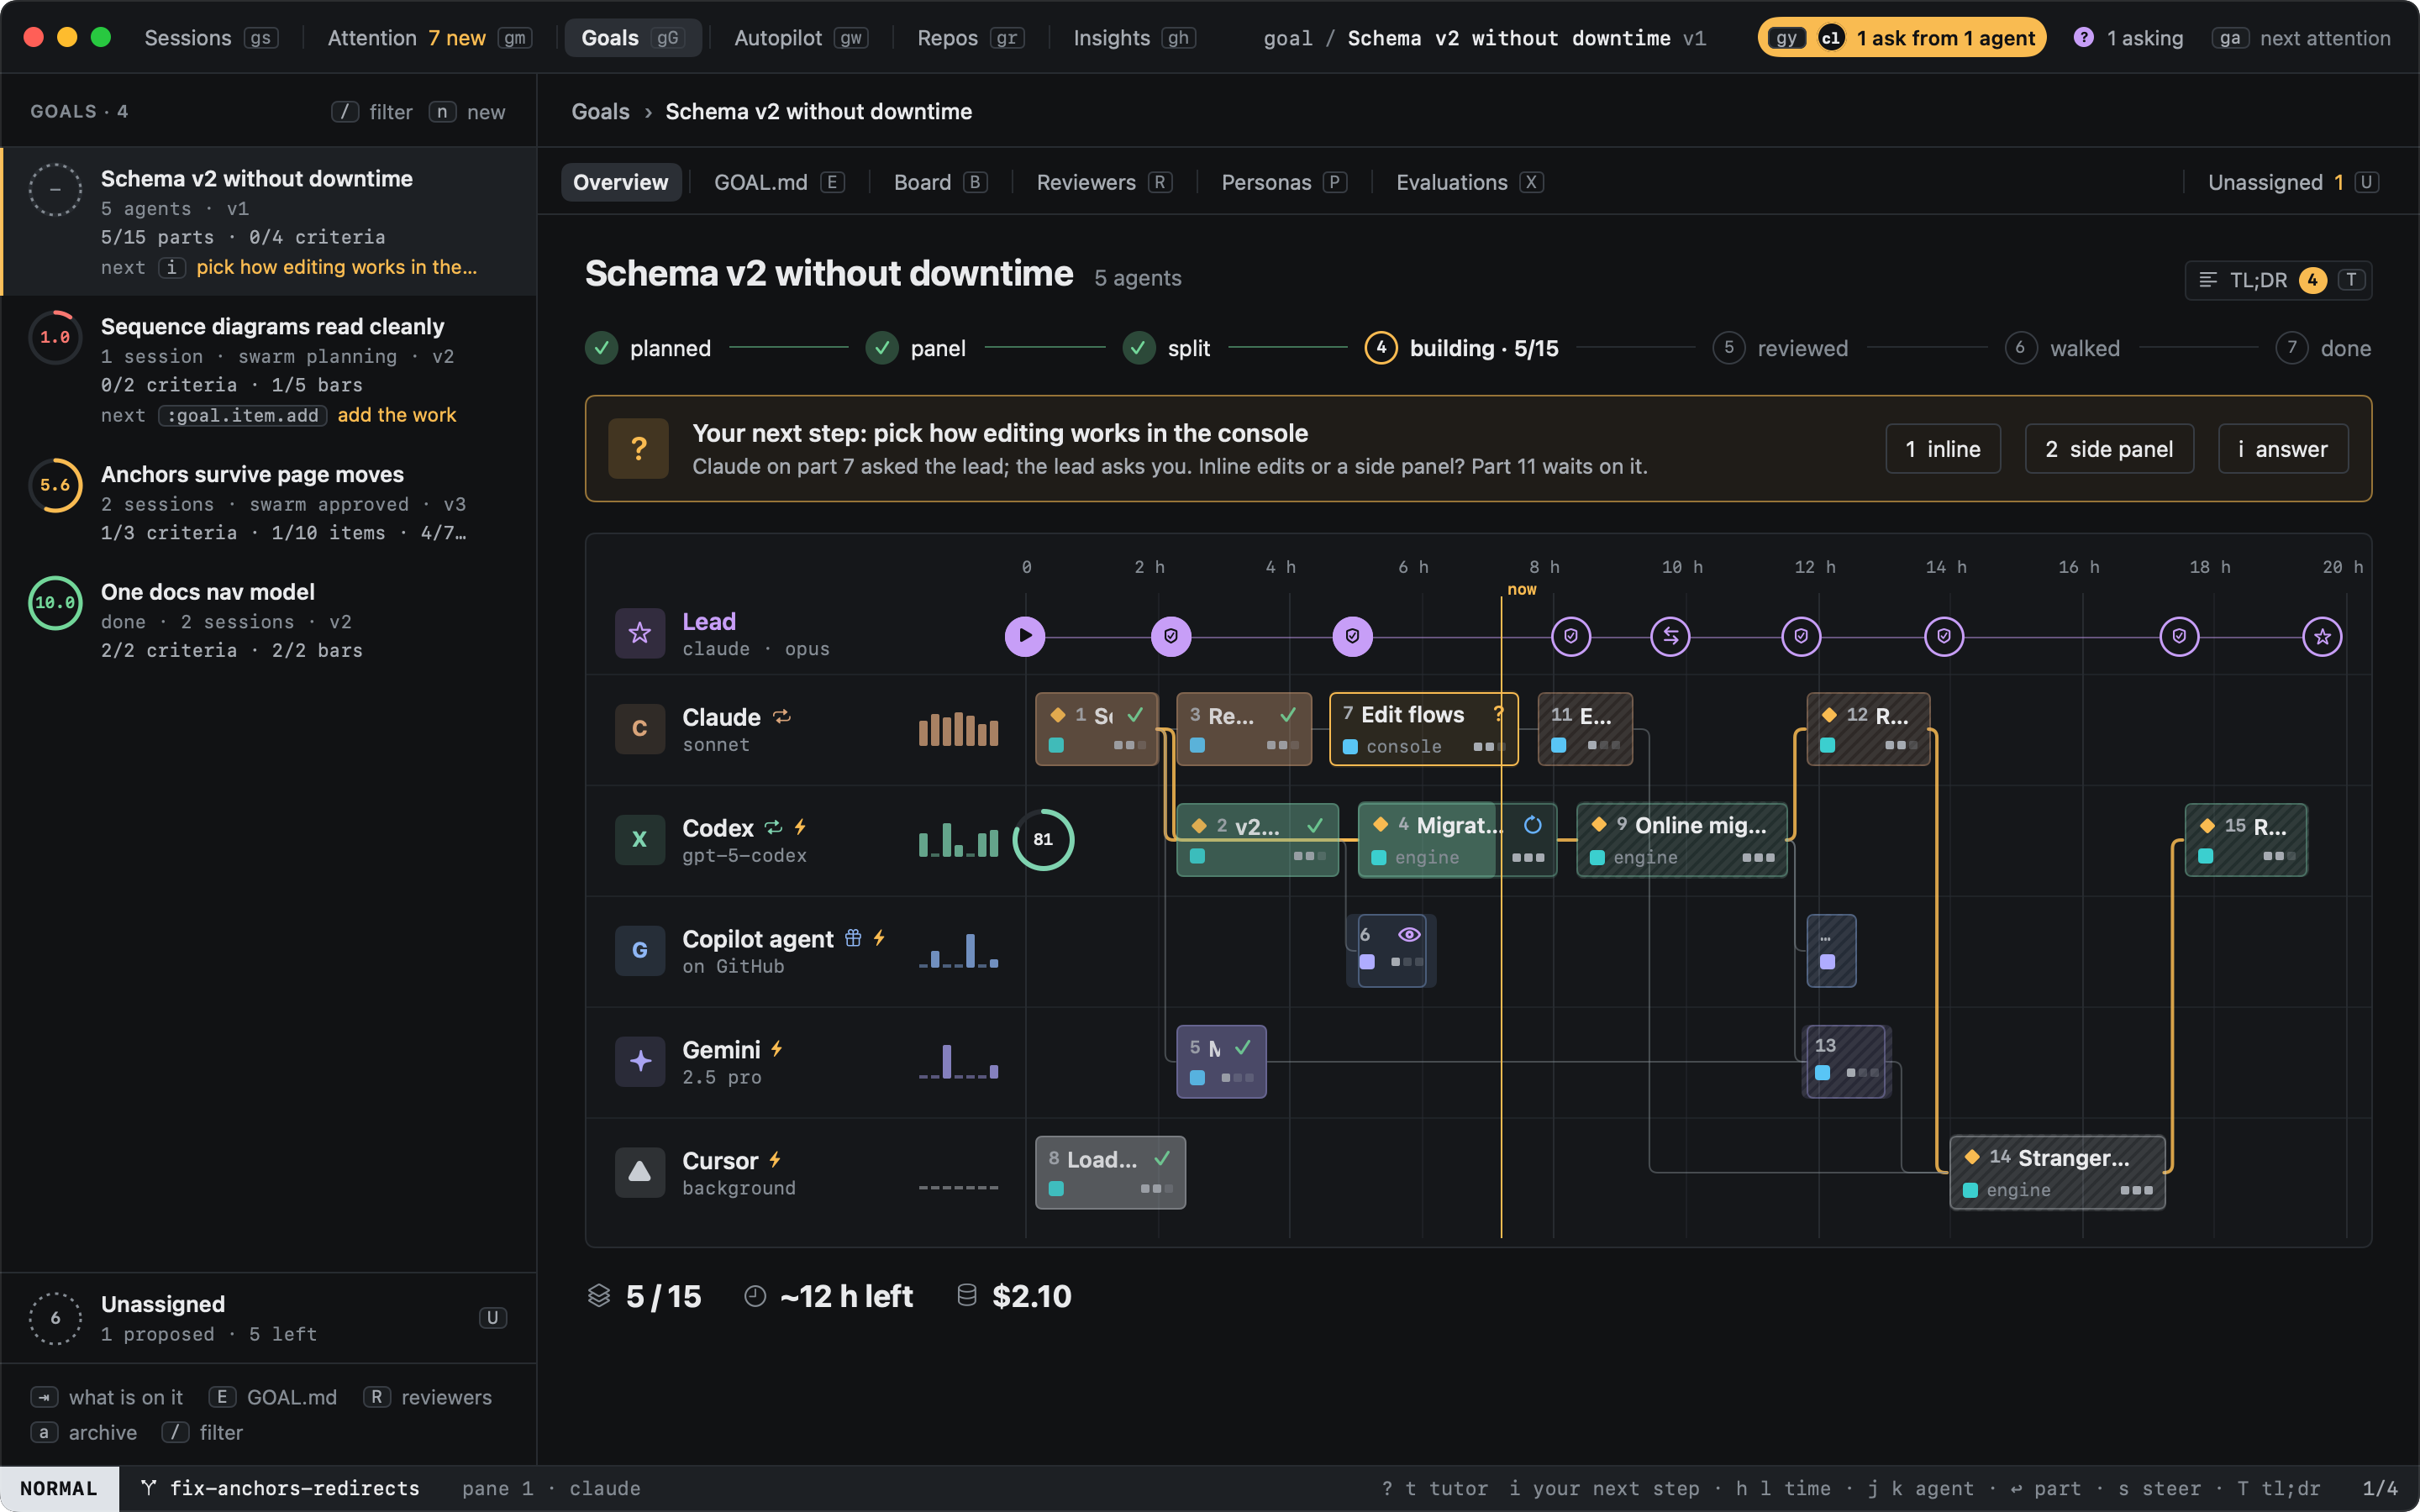 Sessions gs Attention 7 new gm Goals gG Autopilot gw Repos gr Insights gh goal / Schema v2 without downtime v1 gy cl 1 ask from 1 agent ? 1 asking ga next attention
GOALS · 4 / filter n new
Goals › Schema v2 without downtime
– Schema v2 without downtime
5 agents · v1
5/15 parts · 0/4 criteria
next i pick how editing works in the…
1.0 Sequence diagrams read cleanly
1 session · swarm planning · v2
0/2 criteria · 1/5 bars
next :goal.item.add add the work
5.6 Anchors survive page moves
2 sessions · swarm approved · v3
1/3 criteria · 1/10 items · 4/7…
10.0 One docs nav model
done · 2 sessions · v2
2/2 criteria · 2/2 bars
6 Unassigned U
1 proposed · 5 left
⇥ what is on it E GOAL.md R reviewers
a archive / filter
Overview GOAL.md E Board B Reviewers R Personas P Evaluations X Unassigned 1 U
Schema v2 without downtime 5 agents TL;DR 4 T
planned panel split 4 building · 5/15 5 reviewed 6 walked 7 done
? Your next step: pick how editing works in the console
Claude on part 7 asked the lead; the lead asks you. Inline edits or a side panel? Part 11 waits on it.
1 inline 2 side panel i answer
0 2 h 4 h 6 h 8 h 10 h 12 h 14 h 16 h 18 h 20 h
now
Lead
claude · opus
C Claude
sonnet
1 3 Re… 7 Edit flows ? 11 E… 12 R…
console
X Codex
gpt-5-codex
81
2 v2… 4 Migrat… 9 Online mig… 15 R…
engine engine
G Copilot agent
on GitHub
6 …
Gemini
2.5 pro
5 13
Cursor
background
8 Load… 14 Stranger…
engine
5 / 15 ~12 h left $2.10
NORMAL fix-anchors-redirects pane 1 · claude ? t tutor i your next step · h l time · j k agent · ↩ part · s steer · T tl;dr 1/4